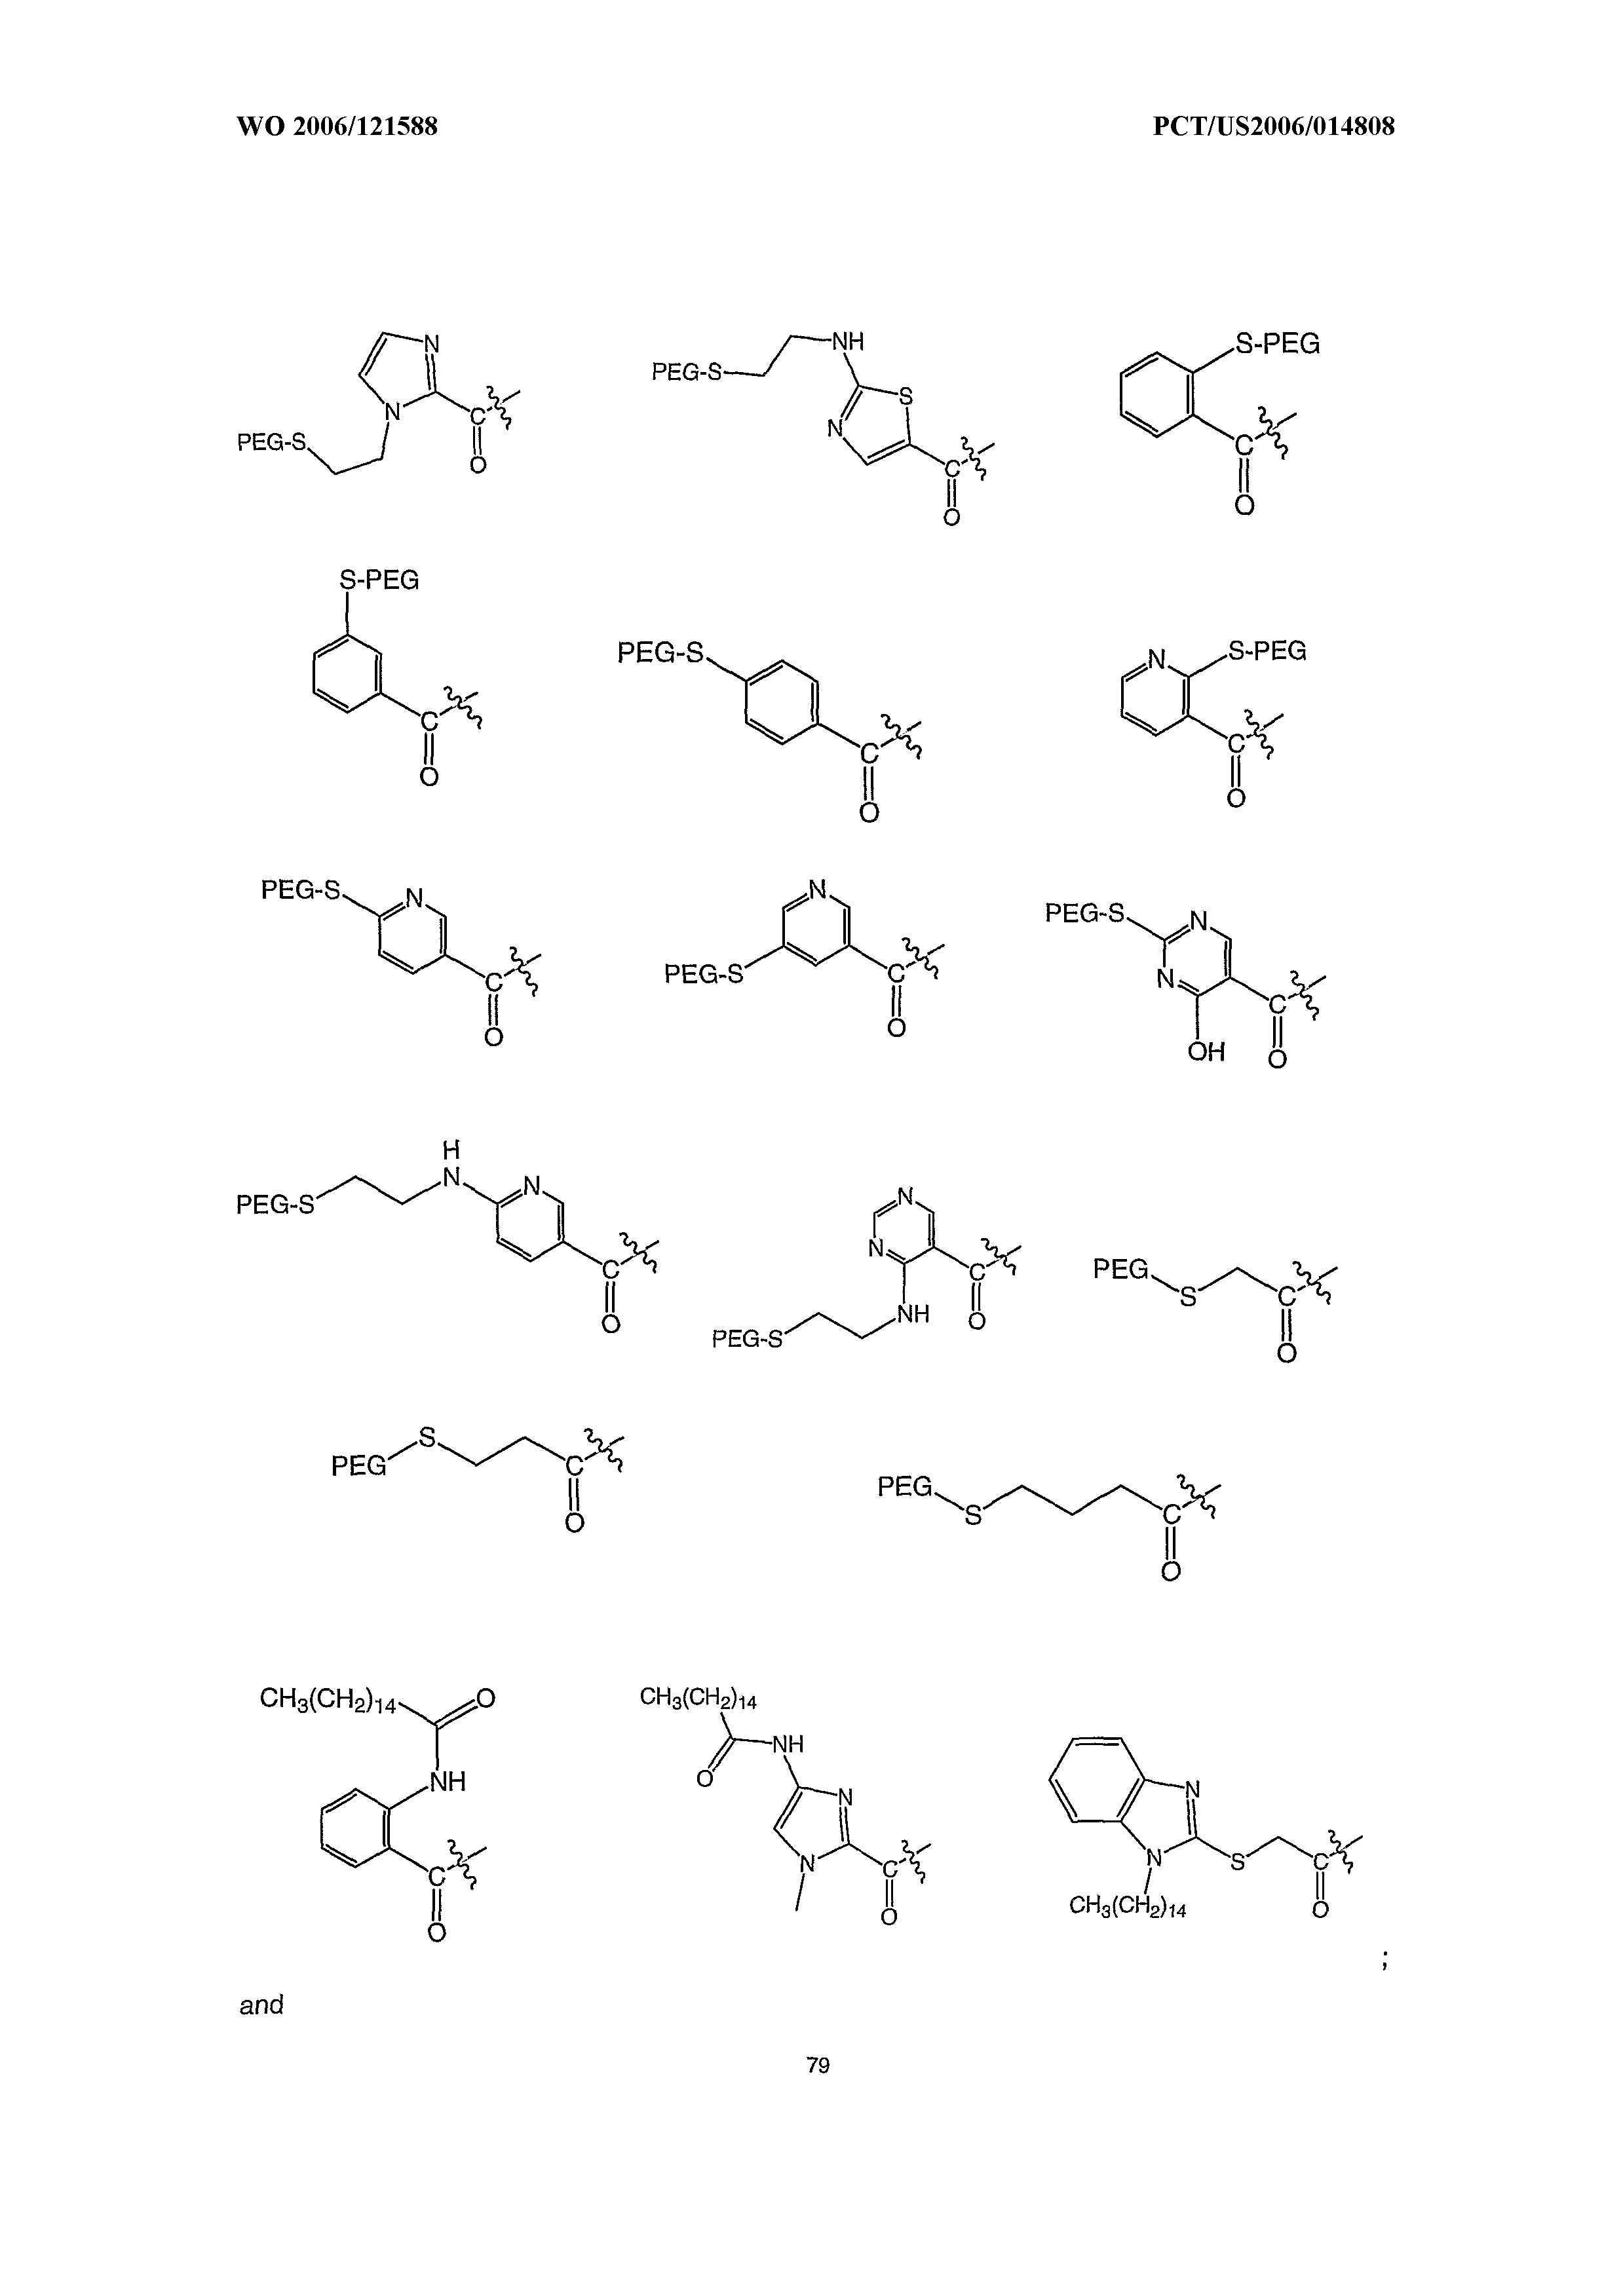 WO 2006/121588 PCT/US2006/014808
N NH S-PEG
PEG-S N C O PEG-S S N C O C O
S-PEG C O PEG-S C O N S-PEG C O
PEG-S N C O N PEG-S C O PEG-S N N OH C O
H
PEG-S N N C O N N NH PEG-S C O PEG S C O
PEG S C O PEG S C O
CH3(CH2)14 O NH C O CH3(CH2)14 O NH N N C O N N S C O CH3(CH2)14
;
and
79